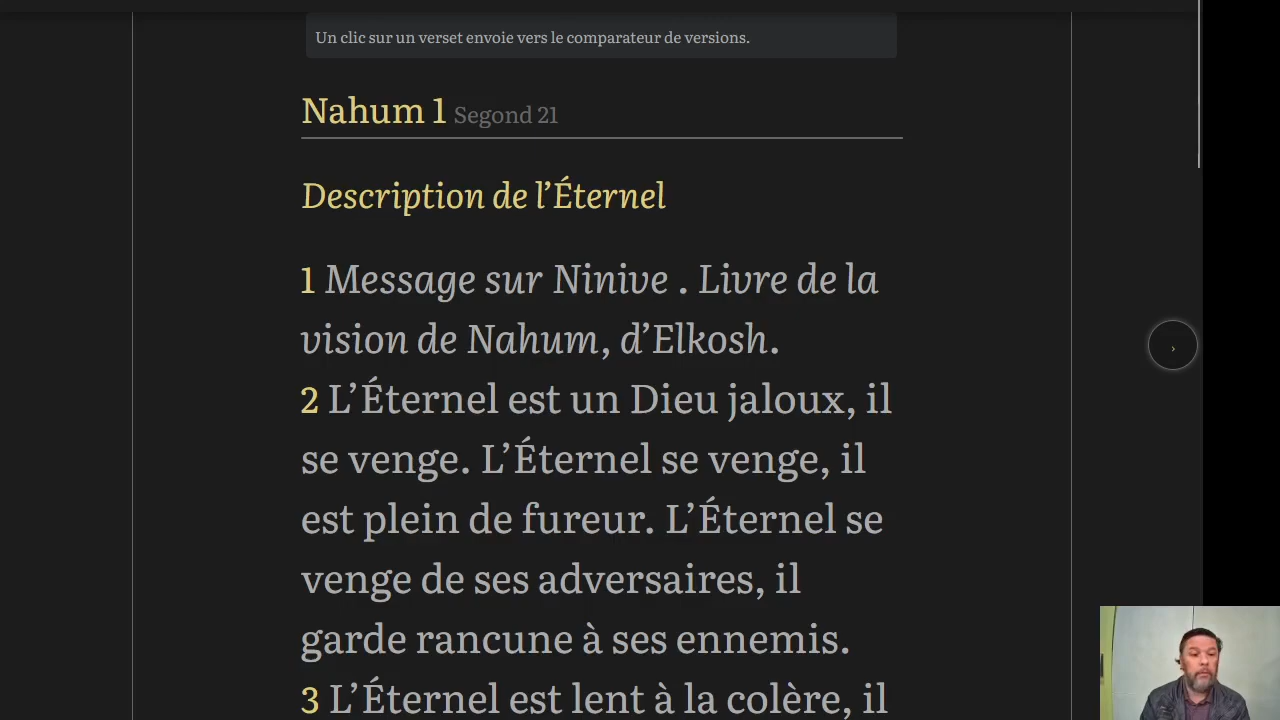 Un clic sur un verset envoie vers le comparateur de versions.
Nahum 1 Segond 21
Description de l’Éternel
1 Message sur Ninive . Livre de la
vision de Nahum, d’Elkosh.
2 L’Éternel est un Dieu jaloux, il
se venge. L’Éternel se venge, il
est plein de fureur. L’Éternel se
venge de ses adversaires, il
garde rancune à ses ennemis.
3 L’Éternel est lent à la colère, il